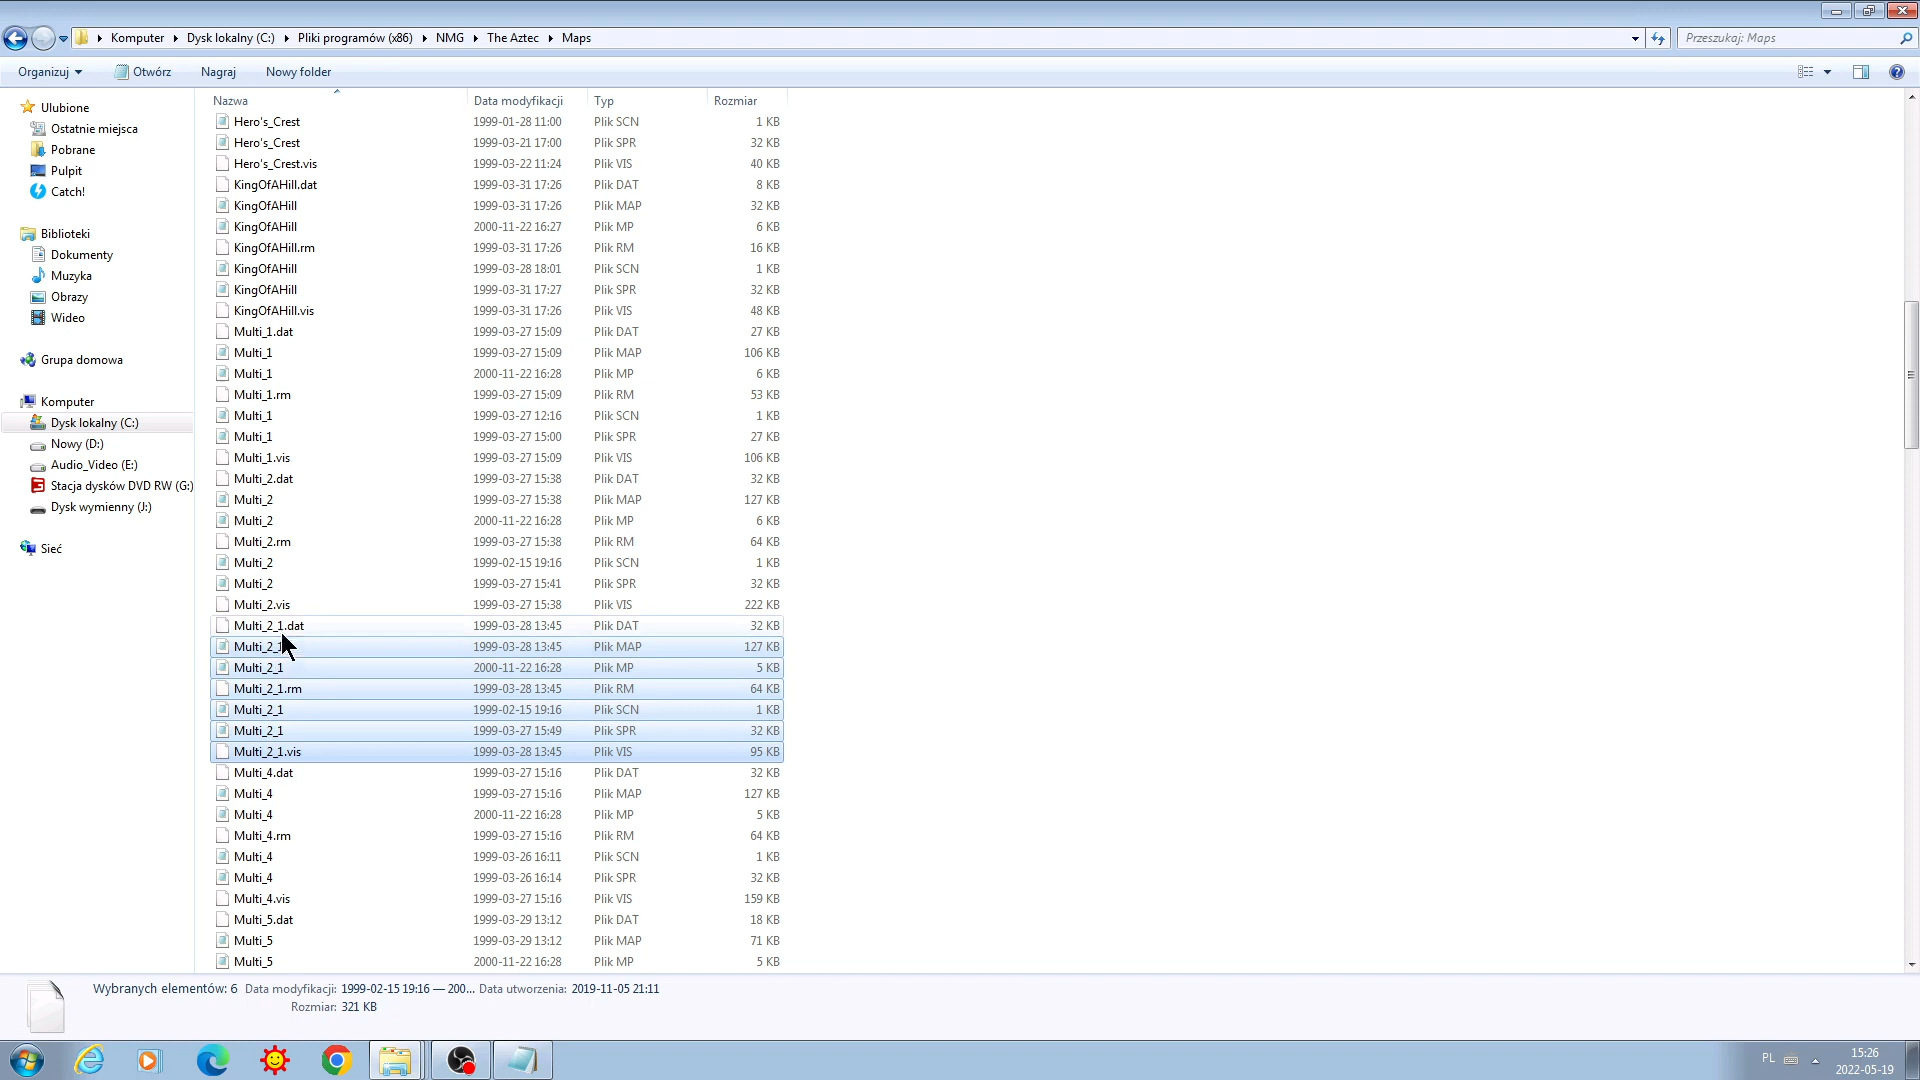 Komputer ▸ Dysk lokalny (C:) ▸ Pliki programów (x86) ▸ NMG ▸ The Aztec ▸ Maps
Przeszukaj: Maps
Organizuj Otwórz Nagraj Nowy folder
Ulubione
Ostatnie miejsca
Pobrane
Pulpit
Catch!
Biblioteki
Dokumenty
Muzyka
Obrazy
Wideo
Grupa domowa
Komputer
Dysk lokalny (C:)
Nowy (D:)
Audio_Video (E:)
Stacja dysków DVD RW (G:)
Dysk wymienny (J:)
Sieć
Nazwa Data modyfikacji Typ Rozmiar
Hero's_Crest 1999-01-28 11:00 Plik SCN 1 KB
Hero's_Crest 1999-03-21 17:00 Plik SPR 32 KB
Hero's_Crest.vis 1999-03-22 11:24 Plik VIS 40 KB
KingOfAHill.dat 1999-03-31 17:26 Plik DAT 8 KB
KingOfAHill 1999-03-31 17:26 Plik MAP 32 KB
KingOfAHill 2000-11-22 16:27 Plik MP 6 KB
KingOfAHill.rm 1999-03-31 17:26 Plik RM 16 KB
KingOfAHill 1999-03-28 18:01 Plik SCN 1 KB
KingOfAHill 1999-03-31 17:27 Plik SPR 32 KB
KingOfAHill.vis 1999-03-31 17:26 Plik VIS 48 KB
Multi_1.dat 1999-03-27 15:09 Plik DAT 27 KB
Multi_1 1999-03-27 15:09 Plik MAP 106 KB
Multi_1 2000-11-22 16:28 Plik MP 6 KB
Multi_1.rm 1999-03-27 15:09 Plik RM 53 KB
Multi_1 1999-03-27 12:16 Plik SCN 1 KB
Multi_1 1999-03-27 15:00 Plik SPR 27 KB
Multi_1.vis 1999-03-27 15:09 Plik VIS 106 KB
Multi_2.dat 1999-03-27 15:38 Plik DAT 32 KB
Multi_2 1999-03-27 15:38 Plik MAP 127 KB
Multi_2 2000-11-22 16:28 Plik MP 6 KB
Multi_2.rm 1999-03-27 15:38 Plik RM 64 KB
Multi_2 1999-02-15 19:16 Plik SCN 1 KB
Multi_2 1999-03-27 15:41 Plik SPR 32 KB
Multi_2.vis 1999-03-27 15:38 Plik VIS 222 KB
Multi_2_1.dat 1999-03-28 13:45 Plik DAT 32 KB
Multi_2_1 1999-03-28 13:45 Plik MAP 127 KB
Multi_2_1 2000-11-22 16:28 Plik MP 5 KB
Multi_2_1.rm 1999-03-28 13:45 Plik RM 64 KB
Multi_2_1 1999-02-15 19:16 Plik SCN 1 KB
Multi_2_1 1999-03-27 15:49 Plik SPR 32 KB
Multi_2_1.vis 1999-03-28 13:45 Plik VIS 95 KB
Multi_4.dat 1999-03-27 15:16 Plik DAT 32 KB
Multi_4 1999-03-27 15:16 Plik MAP 127 KB
Multi_4 2000-11-22 16:28 Plik MP 5 KB
Multi_4.rm 1999-03-27 15:16 Plik RM 64 KB
Multi_4 1999-03-26 16:11 Plik SCN 1 KB
Multi_4 1999-03-26 16:14 Plik SPR 32 KB
Multi_4.vis 1999-03-27 15:16 Plik VIS 159 KB
Multi_5.dat 1999-03-29 13:12 Plik DAT 18 KB
Multi_5 1999-03-29 13:12 Plik MAP 71 KB
Multi_5 2000-11-22 16:28 Plik MP 5 KB
Wybranych elementów: 6 Data modyfikacji: 1999-02-15 19:16 — 200... Data utworzenia: 2019-11-05 21:11
Rozmiar: 321 KB
PL
15:26
2022-05-19